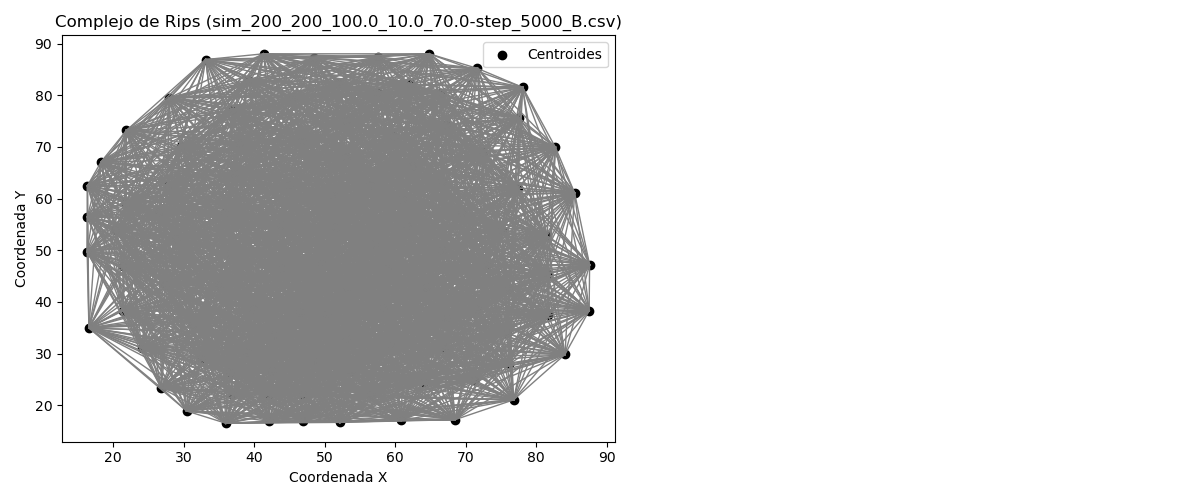 Complejo de Rips (sim_200_200_100.0_10.0_70.0-step_5000_B.csv)
Centroides
90
80
70
60
50
40
30
20
Coordenada Y
20 30 40 50 60 70 80 90
Coordenada X